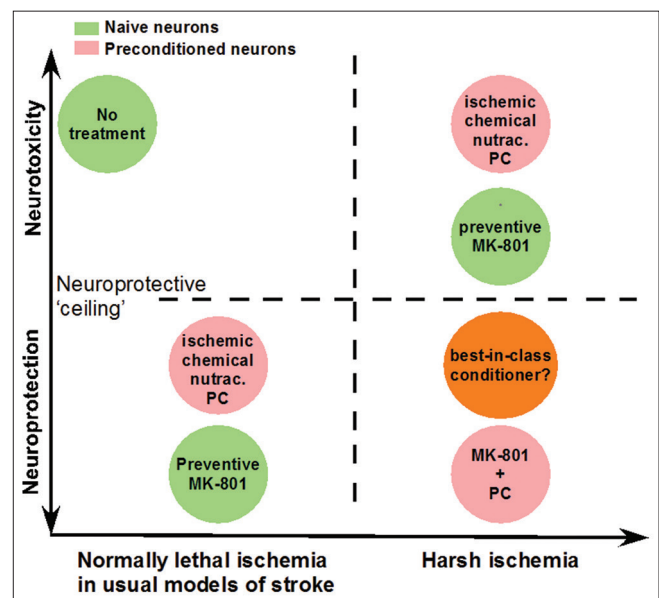 Naive neurons
Preconditioned neurons
Neurotoxicity
No
treatment
ischemic
chemical
nutrac.
PC
preventive
MK-801
Neuroprotective
'ceiling'
Neuroprotection
ischemic
chemical
nutrac.
PC
best-in-class
conditioner?
Preventive
MK-801
MK-801
+
PC
Normally lethal ischemia
in usual models of stroke
Harsh ischemia